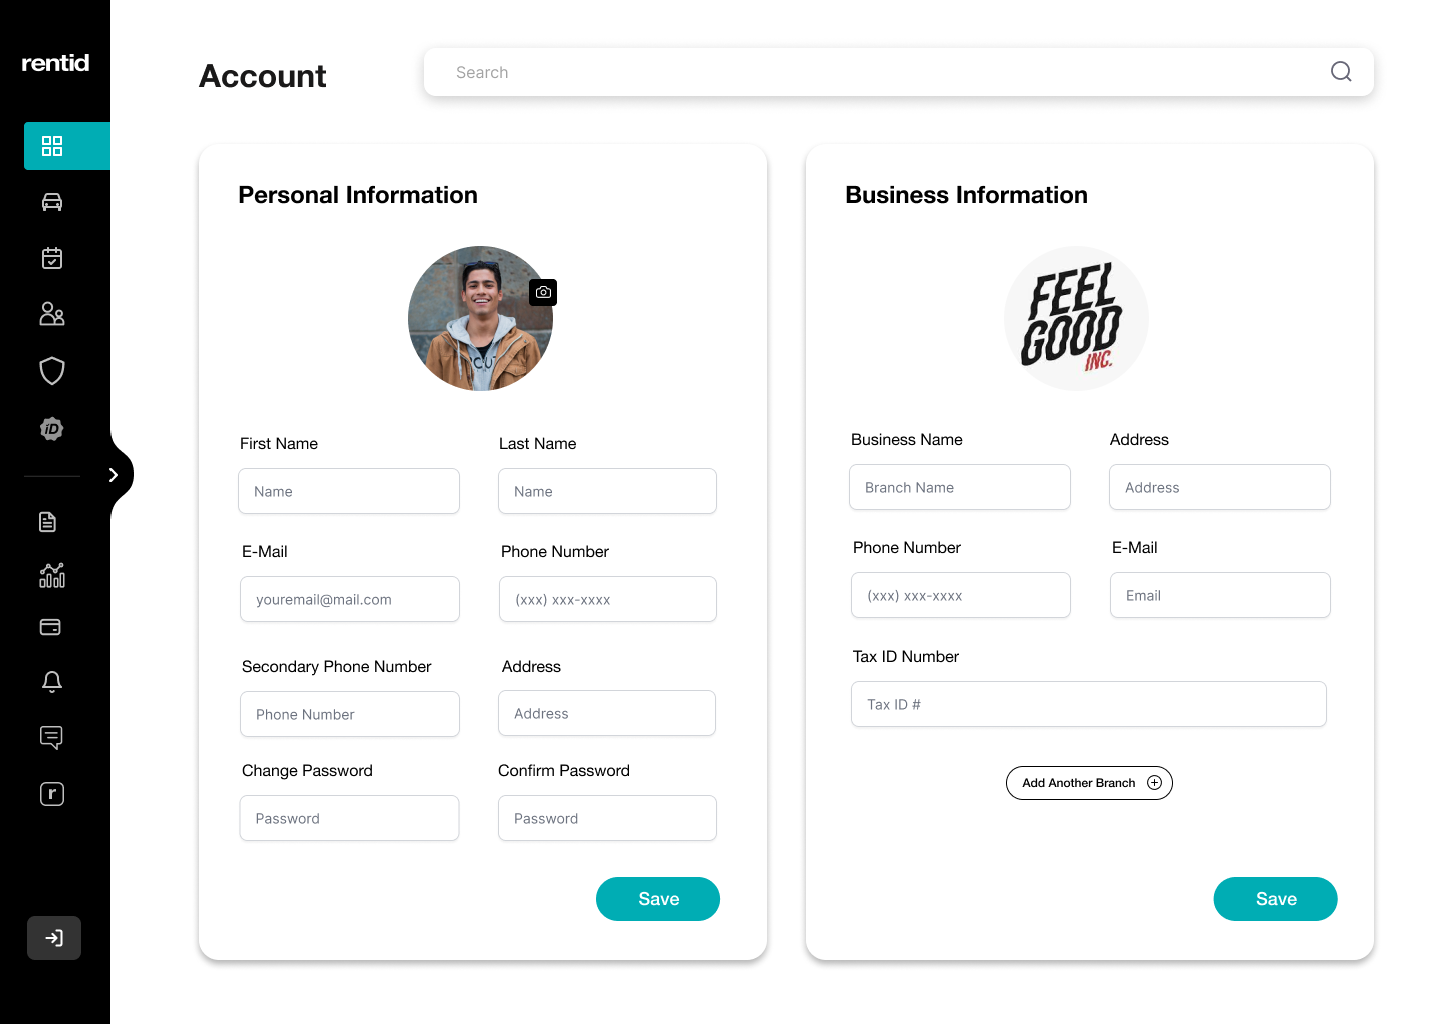 rentid
Account
Search
Personal Information
First Name
Last Name
Name
Name
E-Mail
Phone Number
youremail@mail.com
(xxx) xxx-xxxx
Secondary Phone Number
Address
Phone Number
Address
Change Password
Confirm Password
Password
Password
Save
Business Information
FEEL
GOOD
INC.
Business Name
Address
Branch Name
Address
Phone Number
E-Mail
(xxx) xxx-xxxx
Email
Tax ID Number
Tax ID #
Add Another Branch
Save
iD
r